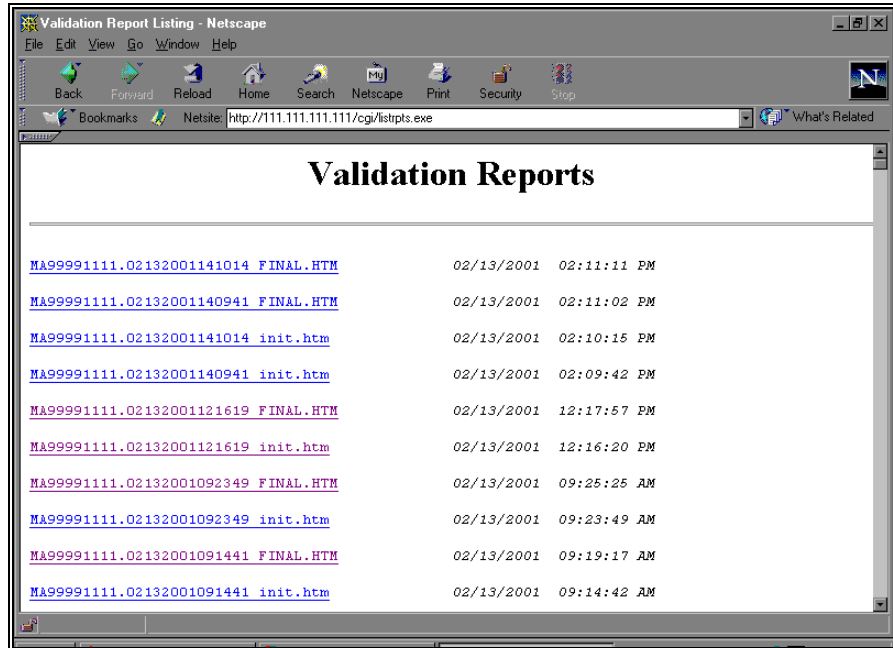 Validation Report Listing - Netscape
File Edit View Go Window Help
Back Forward Reload Home Search Netscape Print Security Stop
My
N
Bookmarks Netsite: http://111.111.111.111/cgi/listrpts.exe What's Related
Validation Reports
MA99991111.02132001141014 FINAL.HTM 02/13/2001 02:11:11 PM
MA99991111.02132001140941 FINAL.HTM 02/13/2001 02:11:02 PM
MA99991111.02132001141014 init.htm 02/13/2001 02:10:15 PM
MA99991111.02132001140941 init.htm 02/13/2001 02:09:42 PM
MA99991111.02132001121619 FINAL.HTM 02/13/2001 12:17:57 PM
MA99991111.02132001121619 init.htm 02/13/2001 12:16:20 PM
MA99991111.02132001092349 FINAL.HTM 02/13/2001 09:25:25 AM
MA99991111.02132001092349 init.htm 02/13/2001 09:23:49 AM
MA99991111.02132001091441 FINAL.HTM 02/13/2001 09:19:17 AM
MA99991111.02132001091441 init.htm 02/13/2001 09:14:42 AM